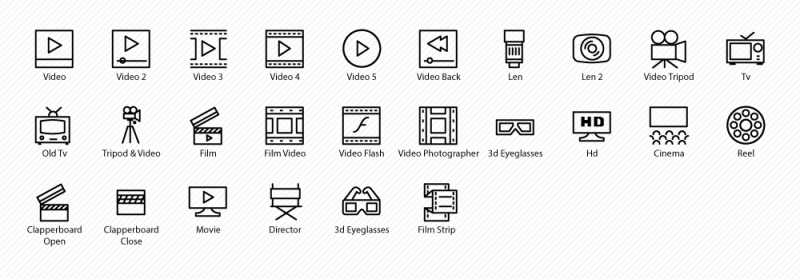 Video Video 2 Video 3 Video 4 Video 5 Video Back Len Len 2 Video Tripod Tv
HD
Old Tv Tripod & Video Film Film Video Video Flash Video Photographer 3d Eyeglasses Hd Cinema Reel
Clapperboard Clapperboard Movie Director 3d Eyeglasses Film Strip
Open Close